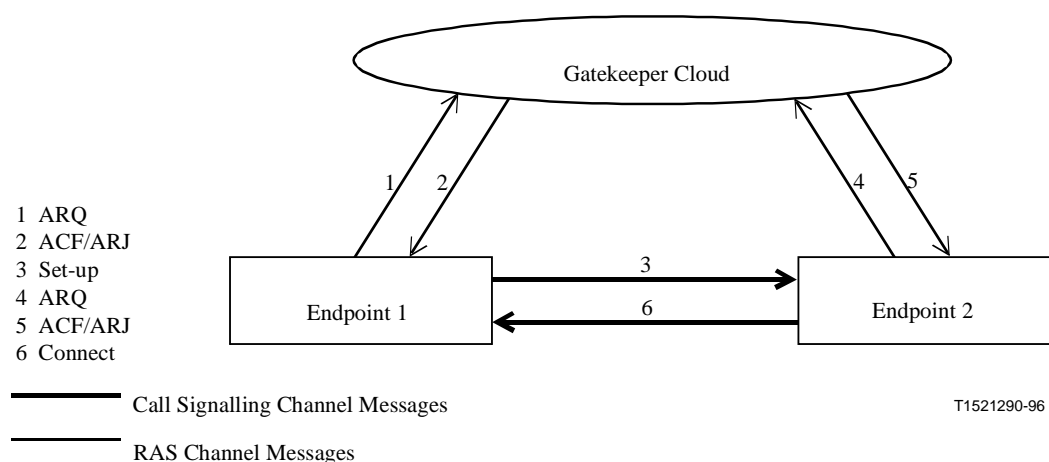 Gatekeeper Cloud
1
2
4
5
1 ARQ
2 ACF/ARJ
3 Set-up
4 ARQ
5 ACF/ARJ
6 Connect
3
Endpoint 1
6
Endpoint 2
Call Signalling Channel Messages
T1521290-96
RAS Channel Messages